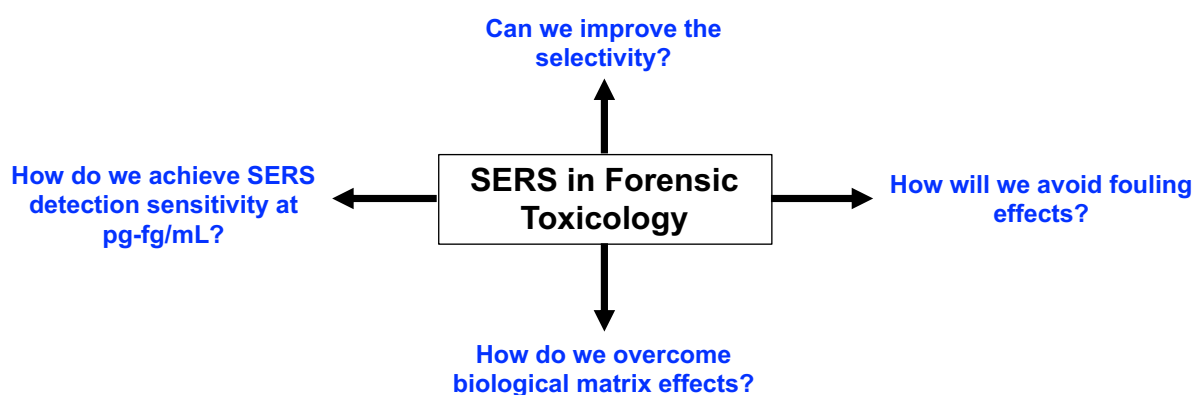 Can we improve the
selectivity?
How do we achieve SERS
detection sensitivity at
pg-fg/mL?
SERS in Forensic
Toxicology
How will we avoid fouling
effects?
How do we overcome
biological matrix effects?